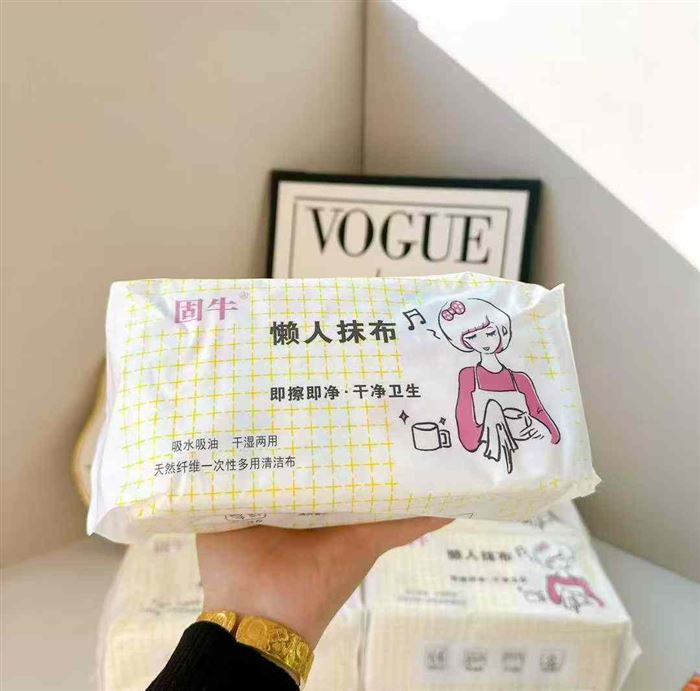 VOGUE
固牛®
懒人抹布
即擦即净·干净卫生
吸水吸油 干湿两用
天然纤维一次性多用清洁布
固牛
懒人抹布